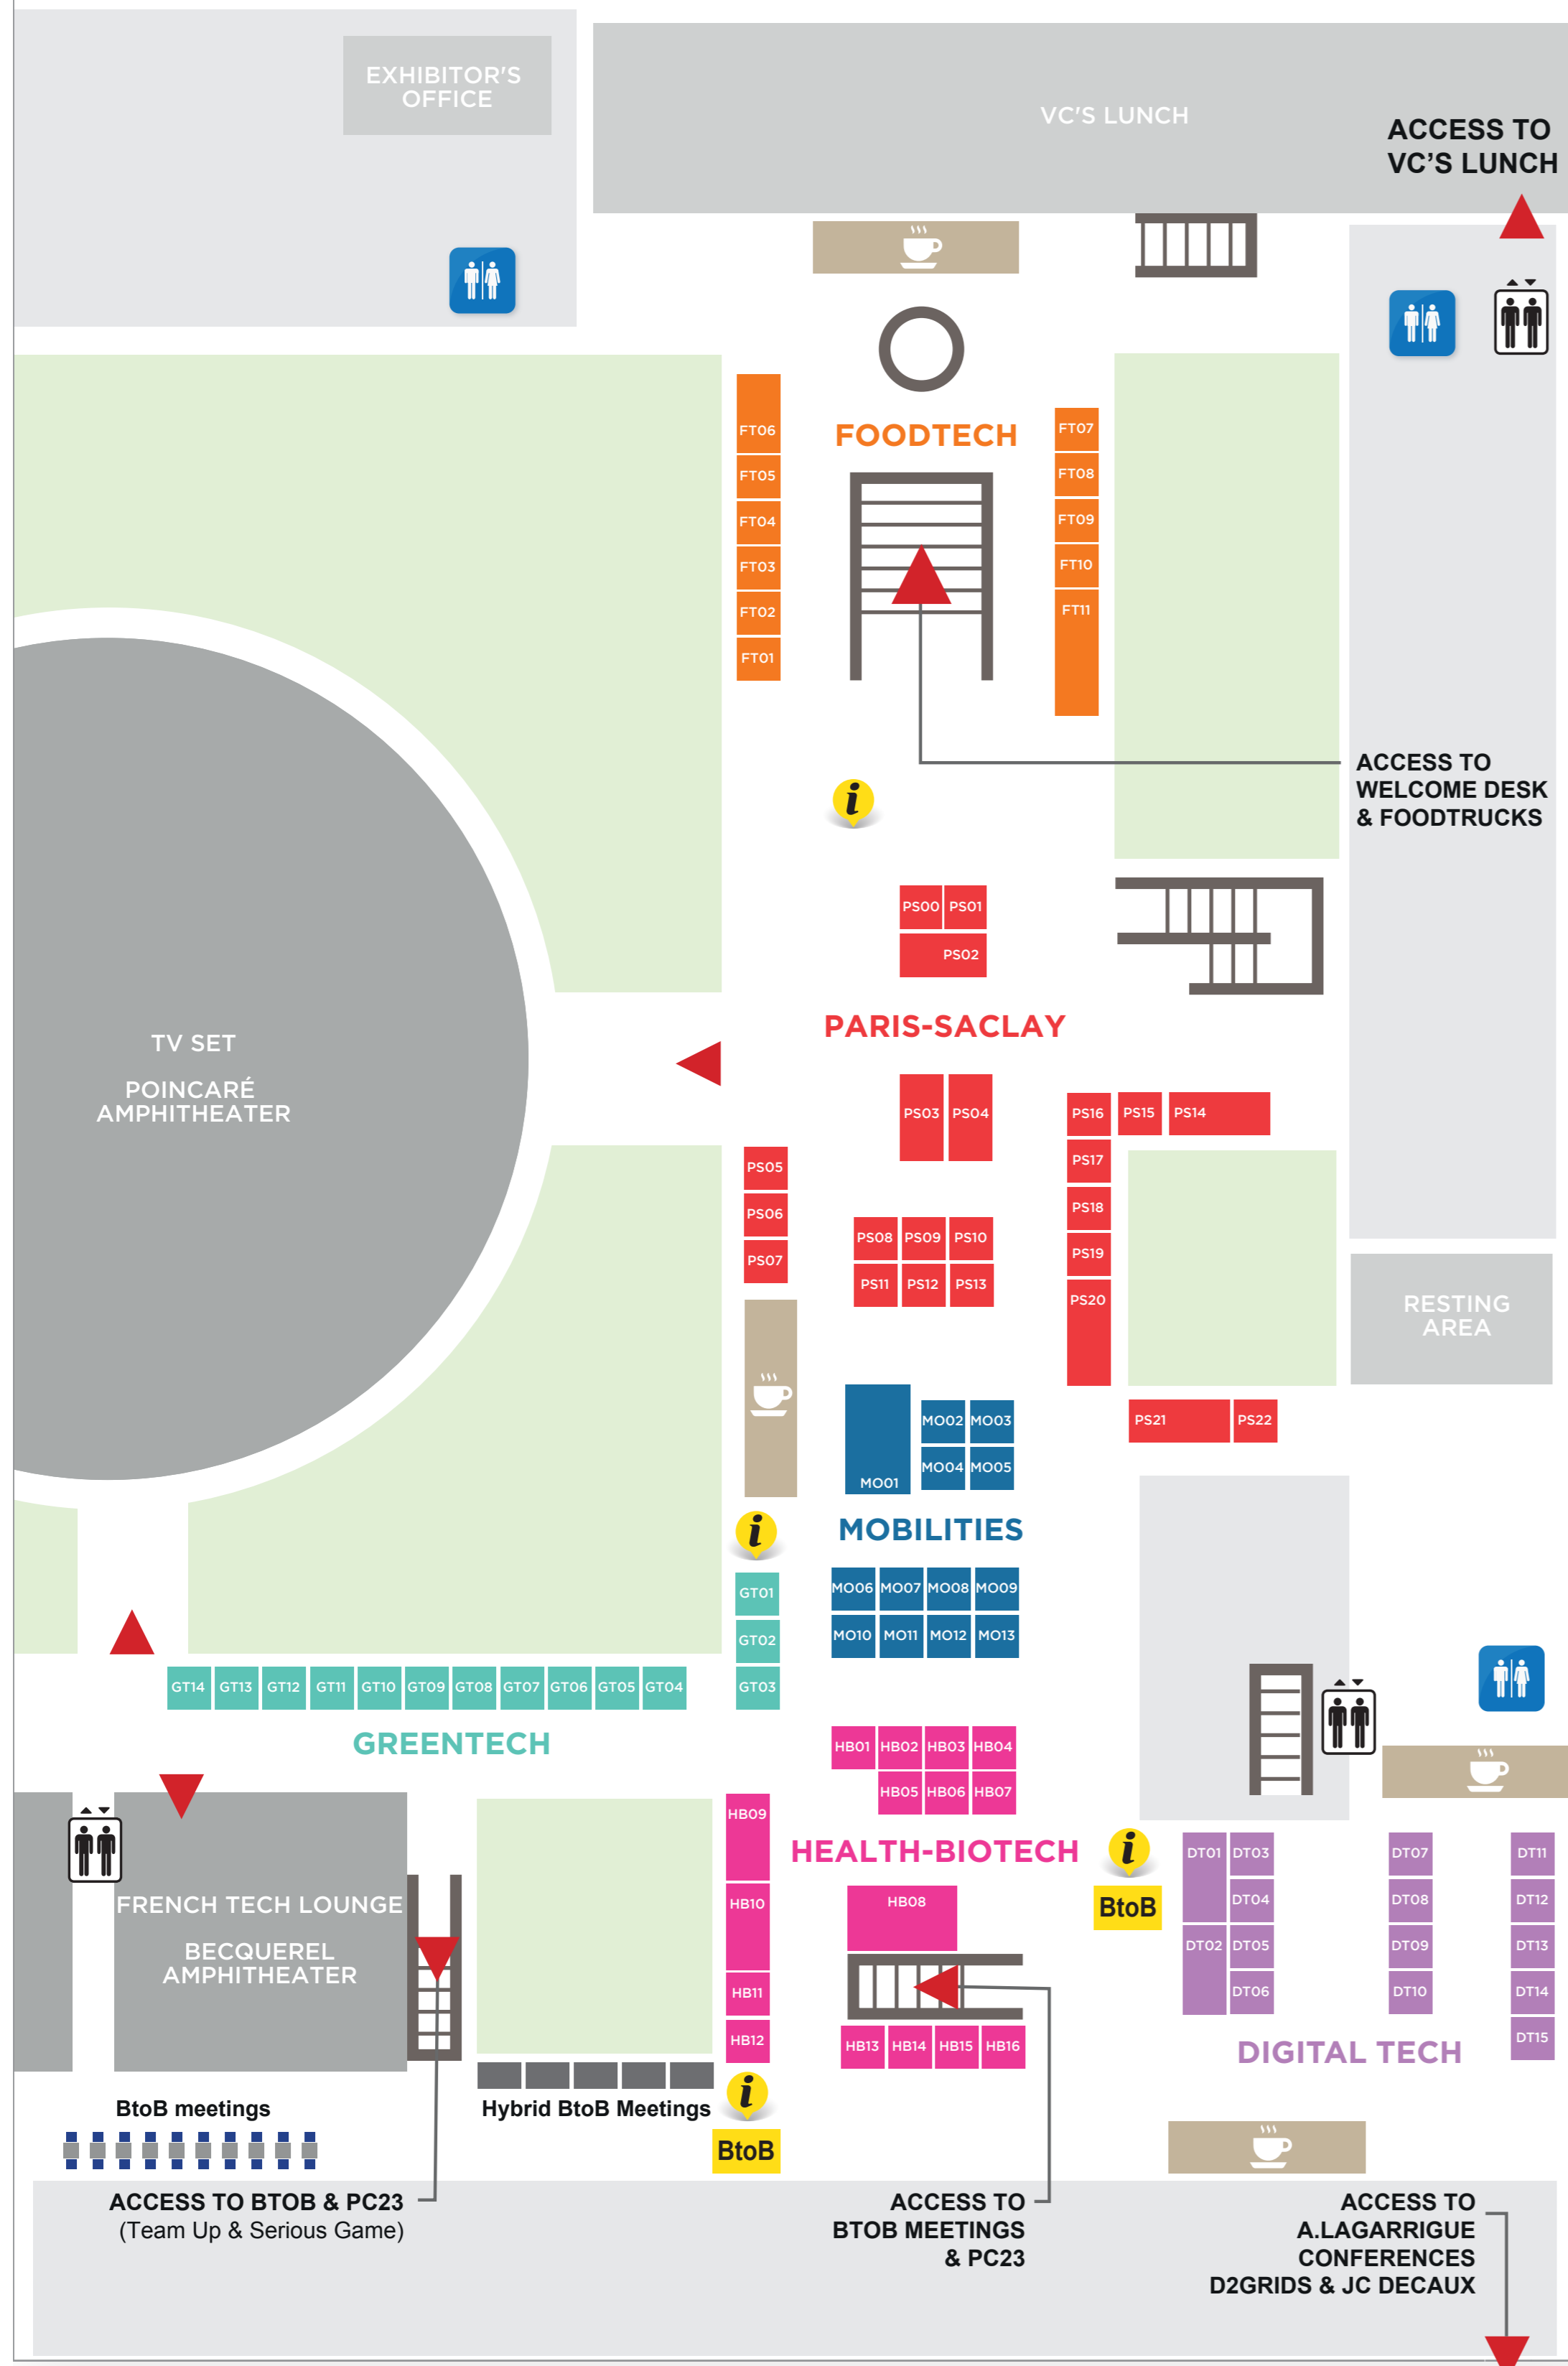 EXHIBITOR'S
OFFICE
VC'S LUNCH
ACCESS TO
VC'S LUNCH
FOODTECH
FT06
FT05
FT04
FT03
FT02
FT01
FT07
FT08
FT09
FT10
FT11
ACCESS TO
WELCOME DESK
& FOODTRUCKS
i
PS00 PS01
PS02
PARIS-SACLAY
TV SET
POINCARÉ
AMPHITHEATER
PS03 PS04
PS05
PS06
PS07
PS08 PS09 PS10
PS11 PS12 PS13
PS16 PS15 PS14
PS17
PS18
PS19
PS20
PS21 PS22
RESTING
AREA
MO01
MO02 MO03
MO04 MO05
MOBILITIES
i
MO06 MO07 MO08 MO09
MO10 MO11 MO12 MO13
GT01
GT02
GT03
GT14 GT13 GT12 GT11 GT10 GT09 GT08 GT07 GT06 GT05 GT04
GREENTECH
HB01 HB02 HB03 HB04
HB05 HB06 HB07
HEALTH-BIOTECH
HB09
HB10
HB11
HB12
HB08
HB13 HB14 HB15 HB16
i
BtoB
DT01 DT03
DT04
DT02 DT05
DT06
DT07
DT08
DT09
DT10
DT11
DT12
DT13
DT14
DT15
DIGITAL TECH
FRENCH TECH LOUNGE
BECQUEREL
AMPHITHEATER
BtoB meetings
Hybrid BtoB Meetings
i
BtoB
ACCESS TO BTOB & PC23
(Team Up & Serious Game)
ACCESS TO
BTOB MEETINGS
& PC23
ACCESS TO
A.LAGARRIGUE
CONFERENCES
D2GRIDS & JC DECAUX